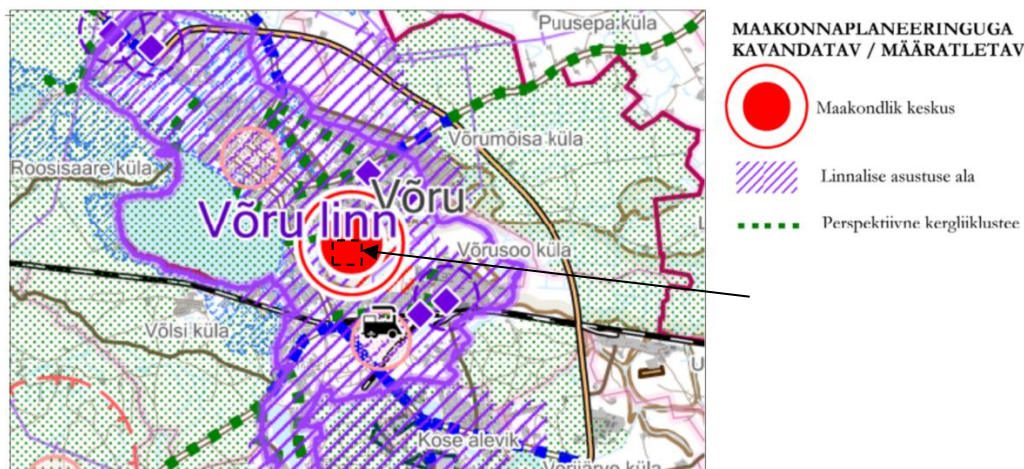 Puusepa küla
Võrumõisa küla
Roosisaare küla
Võru
Võru linn
Võrusoo küla
Võlsi küla
Kose alevik
Verijärve küla
MAAKONNAPLANEERINGUGA
KAVANDATAV / MÄÄRATLETAV
Maakondlik keskus
Linnalise asustuse ala
Perspektiivne kergliiklustee